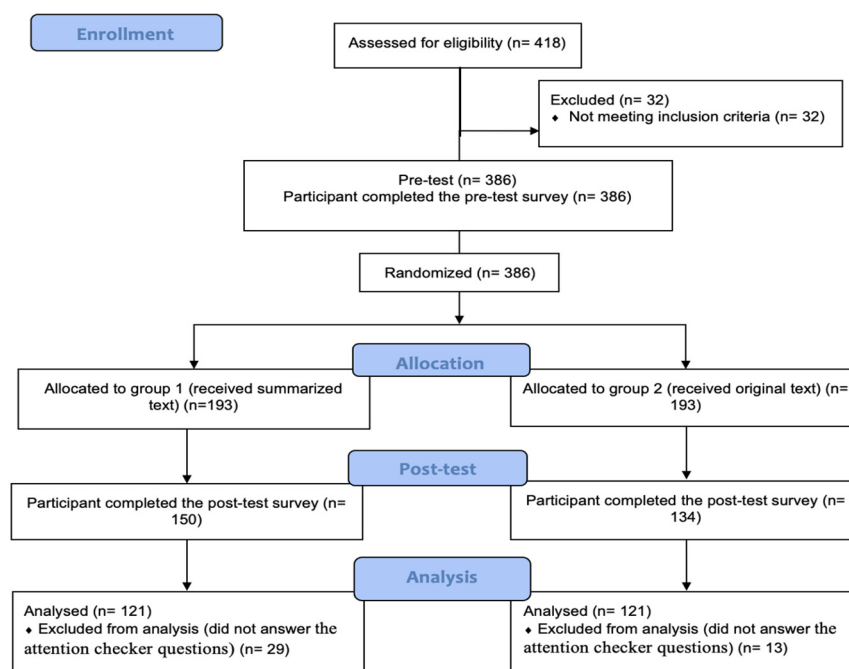 Enrollment
Assessed for eligibility (n= 418)
Excluded (n= 32)
♦ Not meeting inclusion criteria (n= 32)
Pre-test (n= 386)
Participant completed the pre-test survey (n= 386)
Randomized (n= 386)
Allocation
Allocated to group 1 (received summarized
text) (n=193)
Allocated to group 2 (received original text) (n=
193)
Post-test
Participant completed the post-test survey (n=
150)
Participant completed the post-test survey (n=
134)
Analysis
Analysed (n= 121)
♦ Excluded from analysis (did not answer the
attention checker questions) (n= 29)
Analysed (n= 121)
♦ Excluded from analysis (did not answer the
attention checker questions) (n= 13)